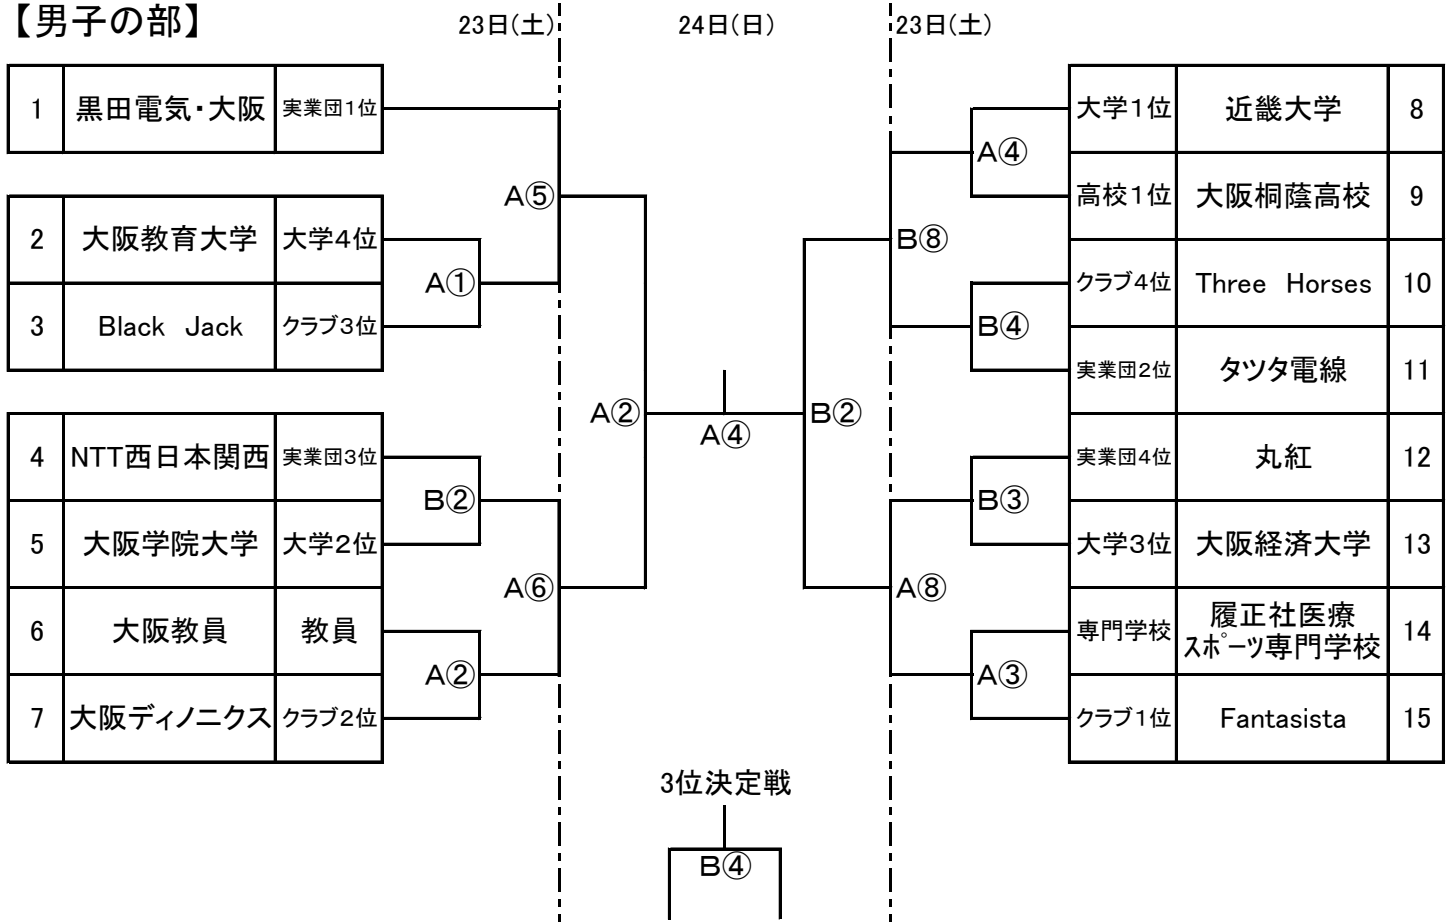 【男子の部】
23日(土)
24日(日)
23日(土)
1 黒田電気・大阪 実業団1位
2 大阪教育大学 大学4位
3 Black Jack クラブ3位
4 NTT西日本関西 実業団3位
5 大阪学院大学 大学2位
6 大阪教員 教員
7 大阪ディノニクス クラブ2位
A⑤
A①
B②
A⑥
A②
A②
A④
B②
B⑧
A⑧
A④
B④
B③
A③
大学1位 近畿大学 8
高校1位 大阪桐蔭高校 9
クラブ4位 Three Horses 10
実業団2位 タツタ電線 11
実業団4位 丸紅 12
大学3位 大阪経済大学 13
専門学校 履正社医療
スポーツ専門学校 14
クラブ1位 Fantasista 15
3位決定戦
B④